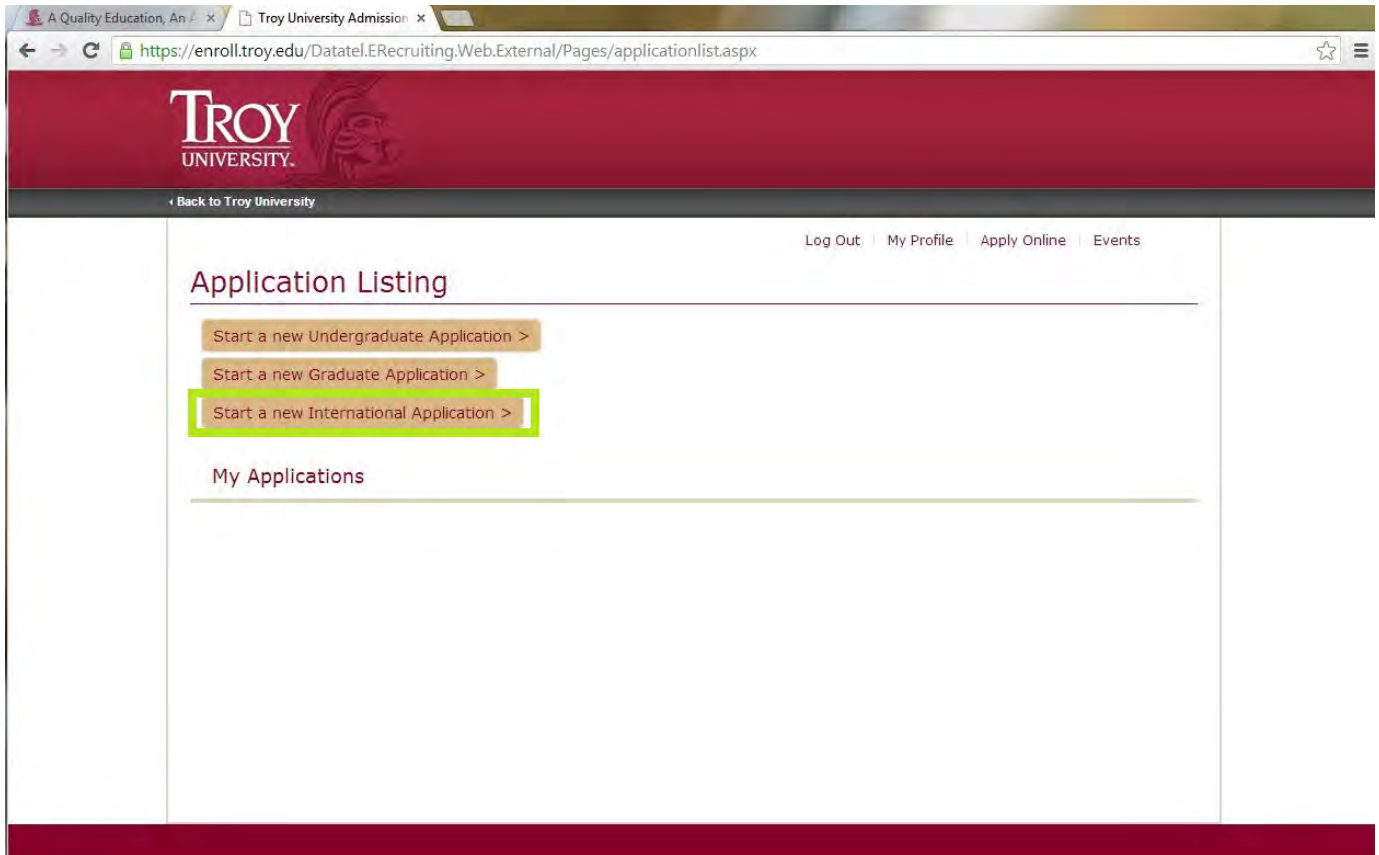 A Quality Education, An A
Troy University Admission
https://enroll.troy.edu/Datatel.ERecruiting.Web.External/Pages/applicationlist.aspx
TROY
UNIVERSITY.
Back to Troy University
Log Out My Profile Apply Online Events
Application Listing
Start a new Undergraduate Application >
Start a new Graduate Application >
Start a new International Application >
My Applications